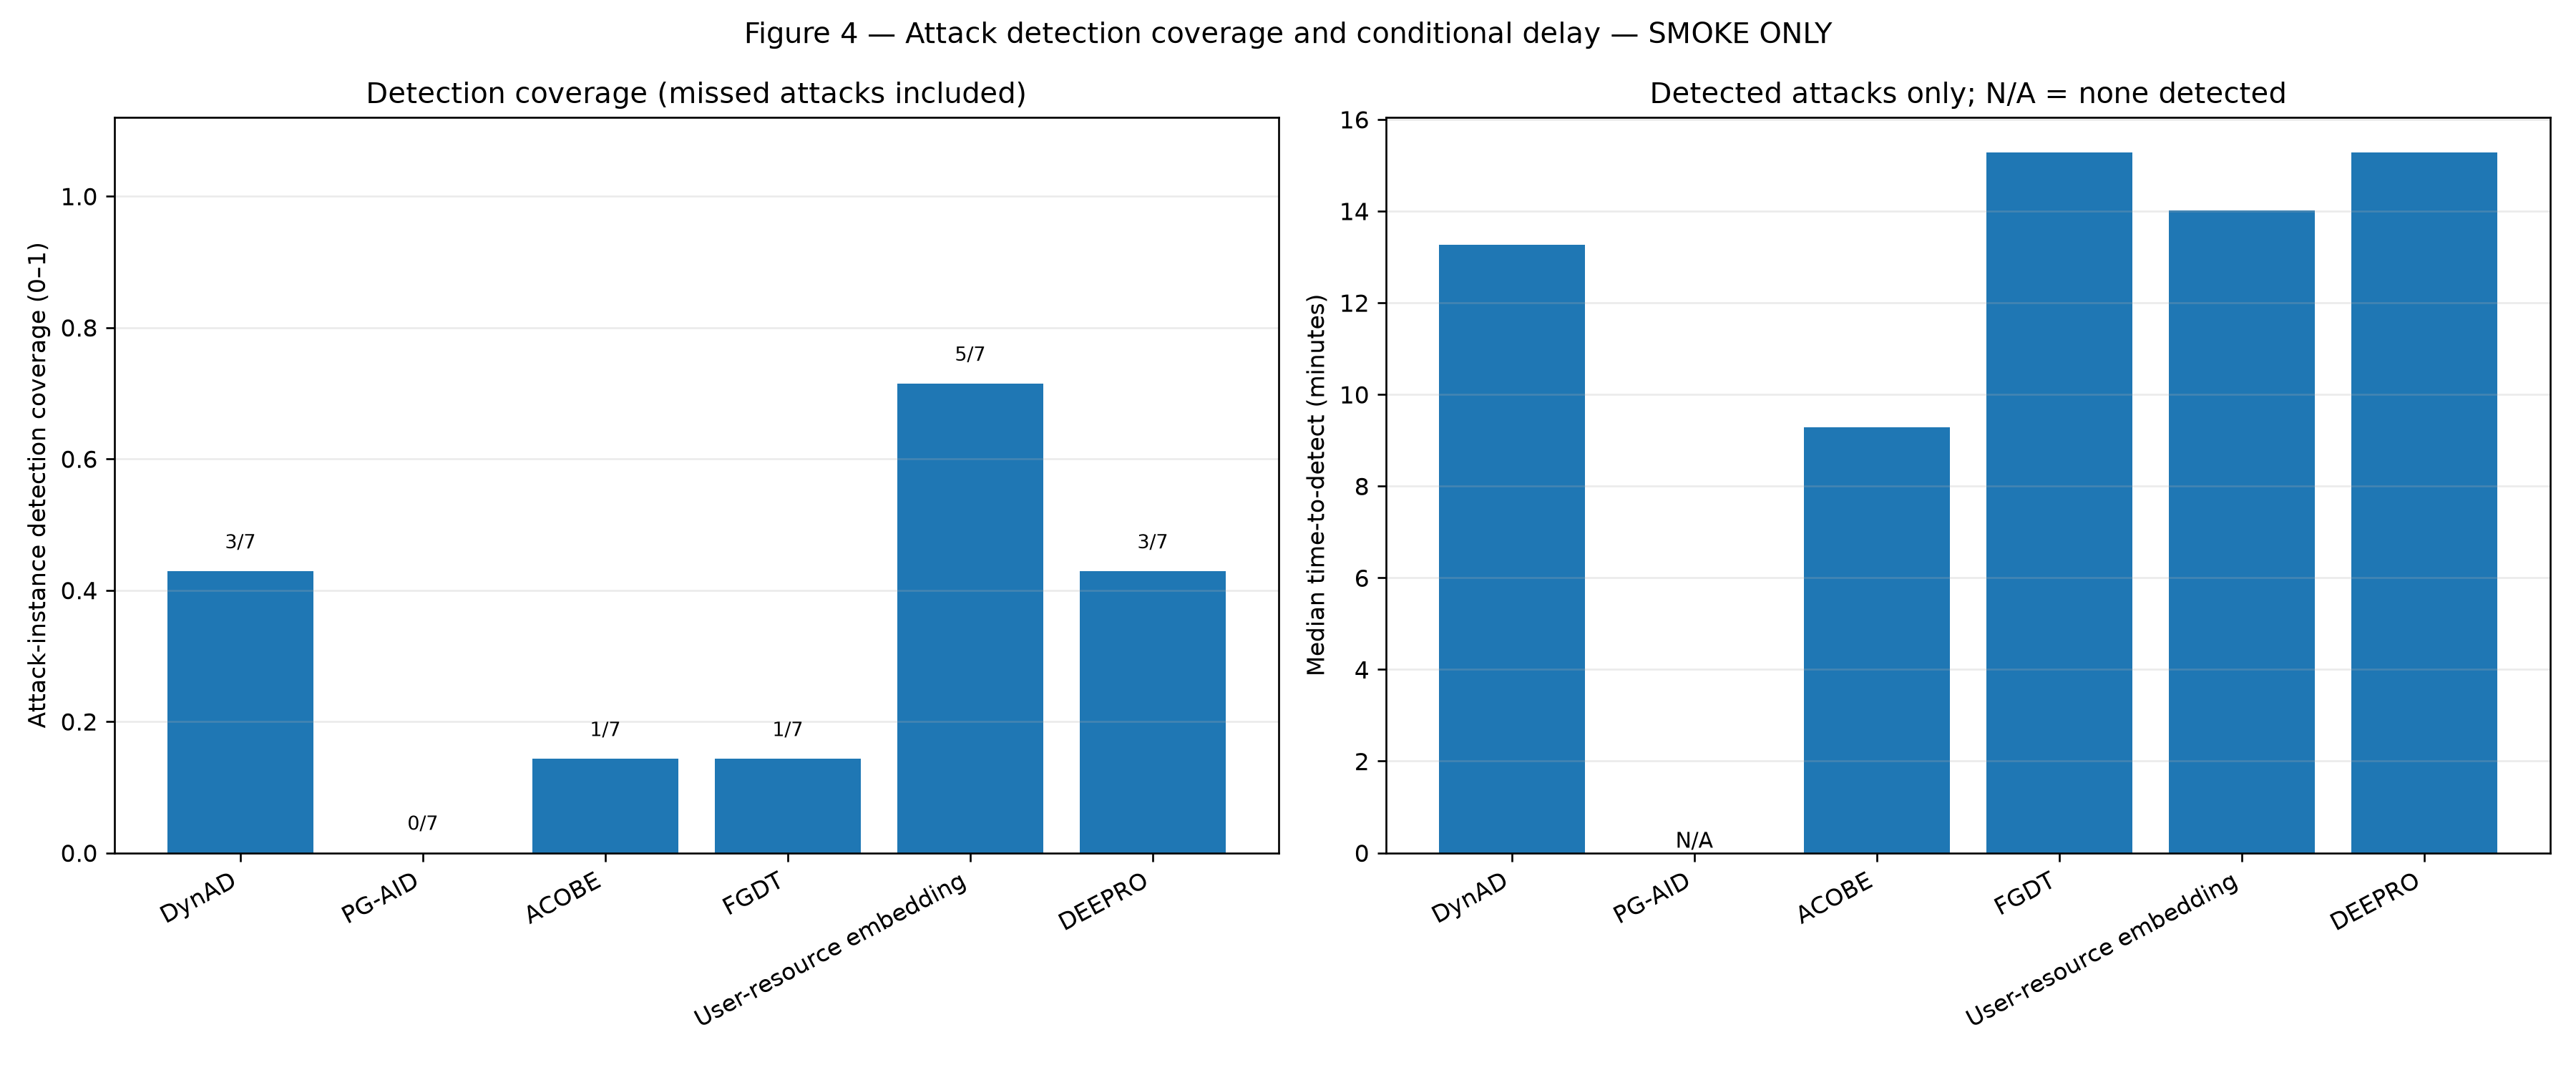 Figure 4 — Attack detection coverage and conditional delay — SMOKE ONLY
Detection coverage (missed attacks included)
Attack-instance detection coverage (0–1)
1.0
0.8
0.6
0.4
0.2
0.0
3/7
0/7
1/7
1/7
5/7
3/7
DynAD
PG-AID
ACOBE
FGDT
User-resource embedding
DEEPRO
Detected attacks only; N/A = none detected
Median time-to-detect (minutes)
16
14
12
10
8
6
4
2
0
N/A
DynAD
PG-AID
ACOBE
FGDT
User-resource embedding
DEEPRO